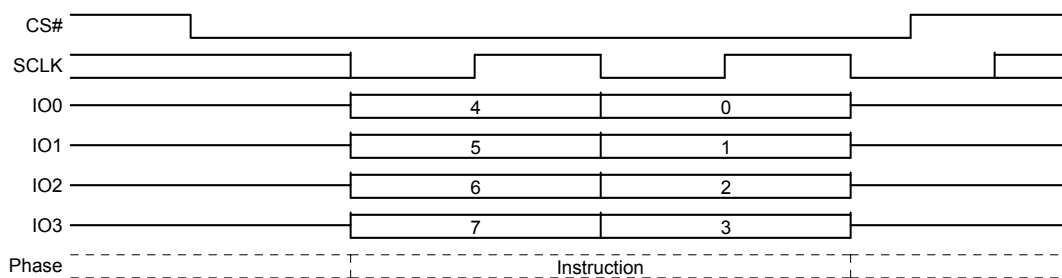 CS#
SCLK
IO0 4 0
IO1 5 1
IO2 6 2
IO3 7 3
Phase Instruction